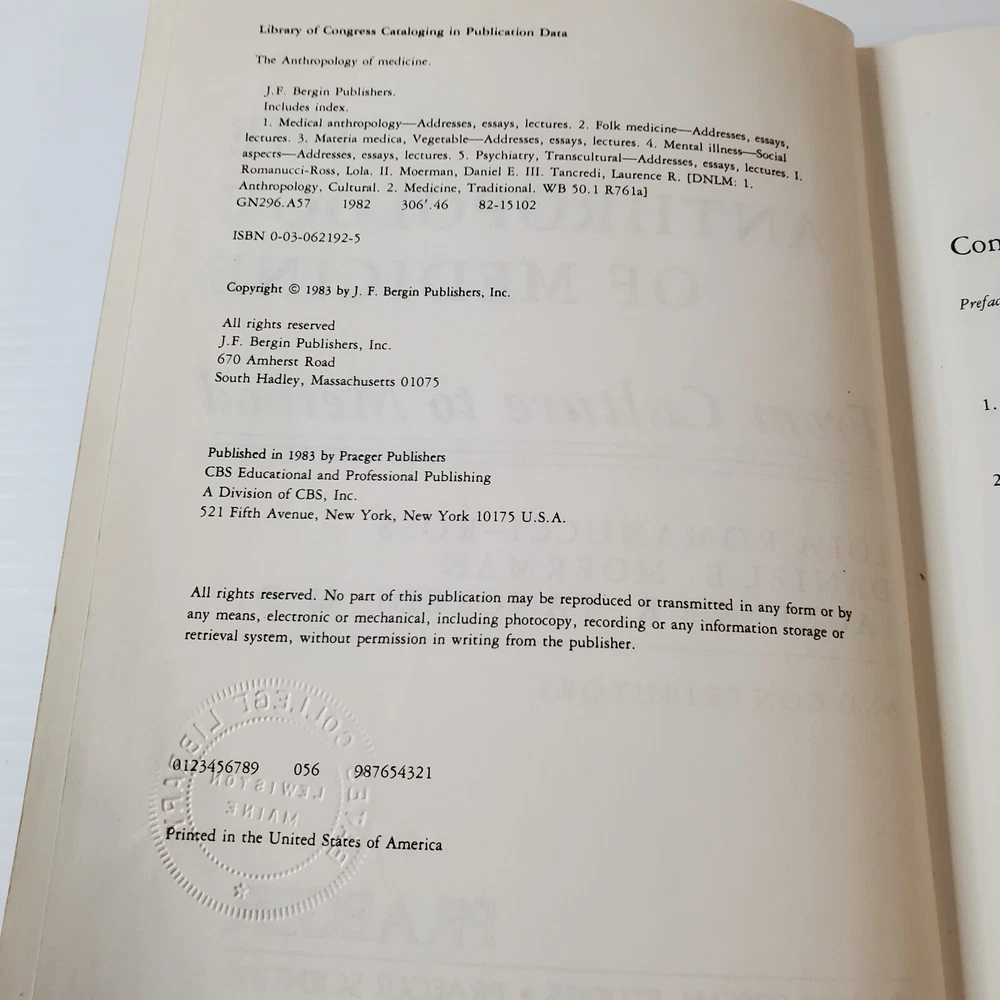 Library of Congress Cataloging in Publication Data
The Anthropology of medicine.
J.F. Bergin Publishers.
Includes index.
1. Medical anthropology—Addresses, essays, lectures. 2. Folk medicine—Addresses, essays,
lectures. 3. Materia medica, Vegetable—Addresses, essays, lectures. 4. Mental illness—Social
aspects—Addresses, essays, lectures. 5. Psychiatry, Transcultural—Addresses, essays, lectures. I.
Romanucci-Ross, Lola. II. Moerman, Daniel E. III. Tancredi, Laurence R. [DNLM: 1.
Anthropology, Cultural. 2. Medicine, Traditional. WB 50.1 R761a]
GN296.A57 1982 306'.46 82-15102
ISBN 0-03-062192-5
Copyright © 1983 by J. F. Bergin Publishers, Inc.
All rights reserved
J.F. Bergin Publishers, Inc.
670 Amherst Road
South Hadley, Massachusetts 01075
Published in 1983 by Praeger Publishers
CBS Educational and Professional Publishing
A Division of CBS, Inc.
521 Fifth Avenue, New York, New York 10175 U.S.A.
All rights reserved. No part of this publication may be reproduced or transmitted in any form or by
any means, electronic or mechanical, including photocopy, recording or any information storage or
retrieval system, without permission in writing from the publisher.
0123456789 056 987654321
Printed in the United States of America
BATES COLLEGE LIBRARY
LEWISTON
MAINE
Con
Prefac
1.
2